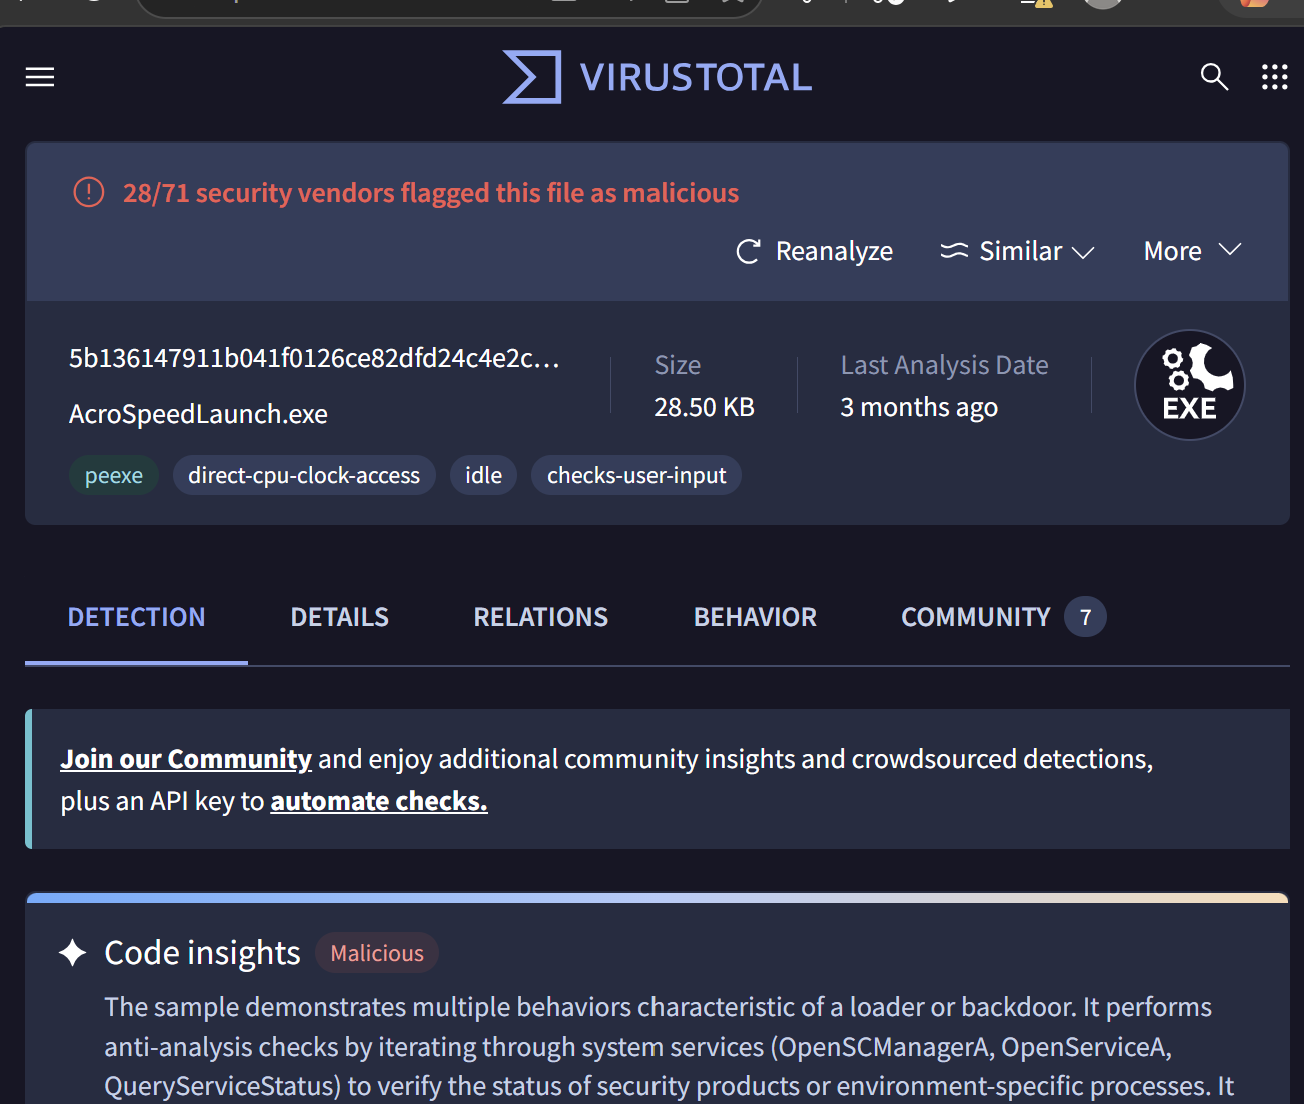 VIRUSTOTAL
28/71 security vendors flagged this file as malicious
Reanalyze Similar More
5b136147911b041f0126ce82dfd24c4e2c...
AcroSpeedLaunch.exe
Size
28.50 KB
Last Analysis Date
3 months ago
EXE
peexe direct-cpu-clock-access idle checks-user-input
DETECTION DETAILS RELATIONS BEHAVIOR COMMUNITY 7
Join our Community and enjoy additional community insights and crowdsourced detections,
plus an API key to automate checks.
Code insights Malicious
The sample demonstrates multiple behaviors characteristic of a loader or backdoor. It performs
anti-analysis checks by iterating through system services (OpenSCManagerA, OpenServiceA,
QueryServiceStatus) to verify the status of security products or environment-specific processes. It